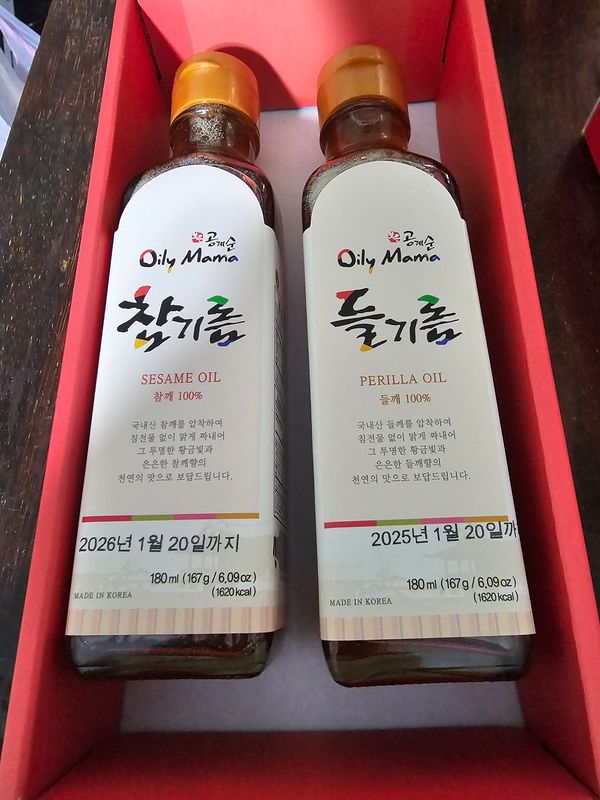 공게순
Oily Mama
참기름
SESAME OIL
참깨 100%
국내산 참깨를 압착하여
침전물 없이 맑게 짜내어
그 투명한 황금빛과
은은한 참깨향의
천연의 맛으로 보답드립니다.
2026년 1월 20일까지
180 ml (167g / 6,09 oz)
(1620 kcal)
MADE IN KOREA
공게순
Oily Mama
들기름
PERILLA OIL
들깨 100%
국내산 들깨를 압착하여
침전물 없이 맑게 짜내어
그 투명한 황금빛과
은은한 들깨향의
천연의 맛으로 보답드립니다.
2025년 1월 20일까
180 ml (167g / 6,09 oz)
(1620 kcal)
MADE IN KOREA